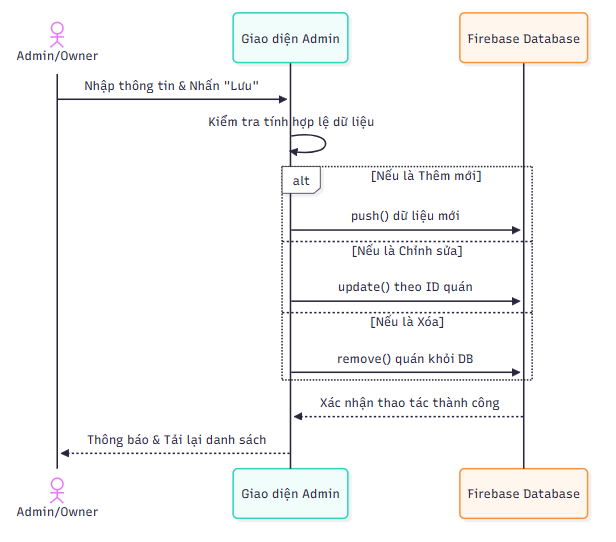 Admin/Owner
Giao diện Admin
Firebase Database
Nhập thông tin & Nhấn "Lưu"
Kiểm tra tính hợp lệ dữ liệu
alt
[Nếu là Thêm mới]
push() dữ liệu mới
[Nếu là Chỉnh sửa]
update() theo ID quán
[Nếu là Xóa]
remove() quán khỏi DB
Xác nhận thao tác thành công
Thông báo & Tải lại danh sách
Admin/Owner
Giao diện Admin
Firebase Database